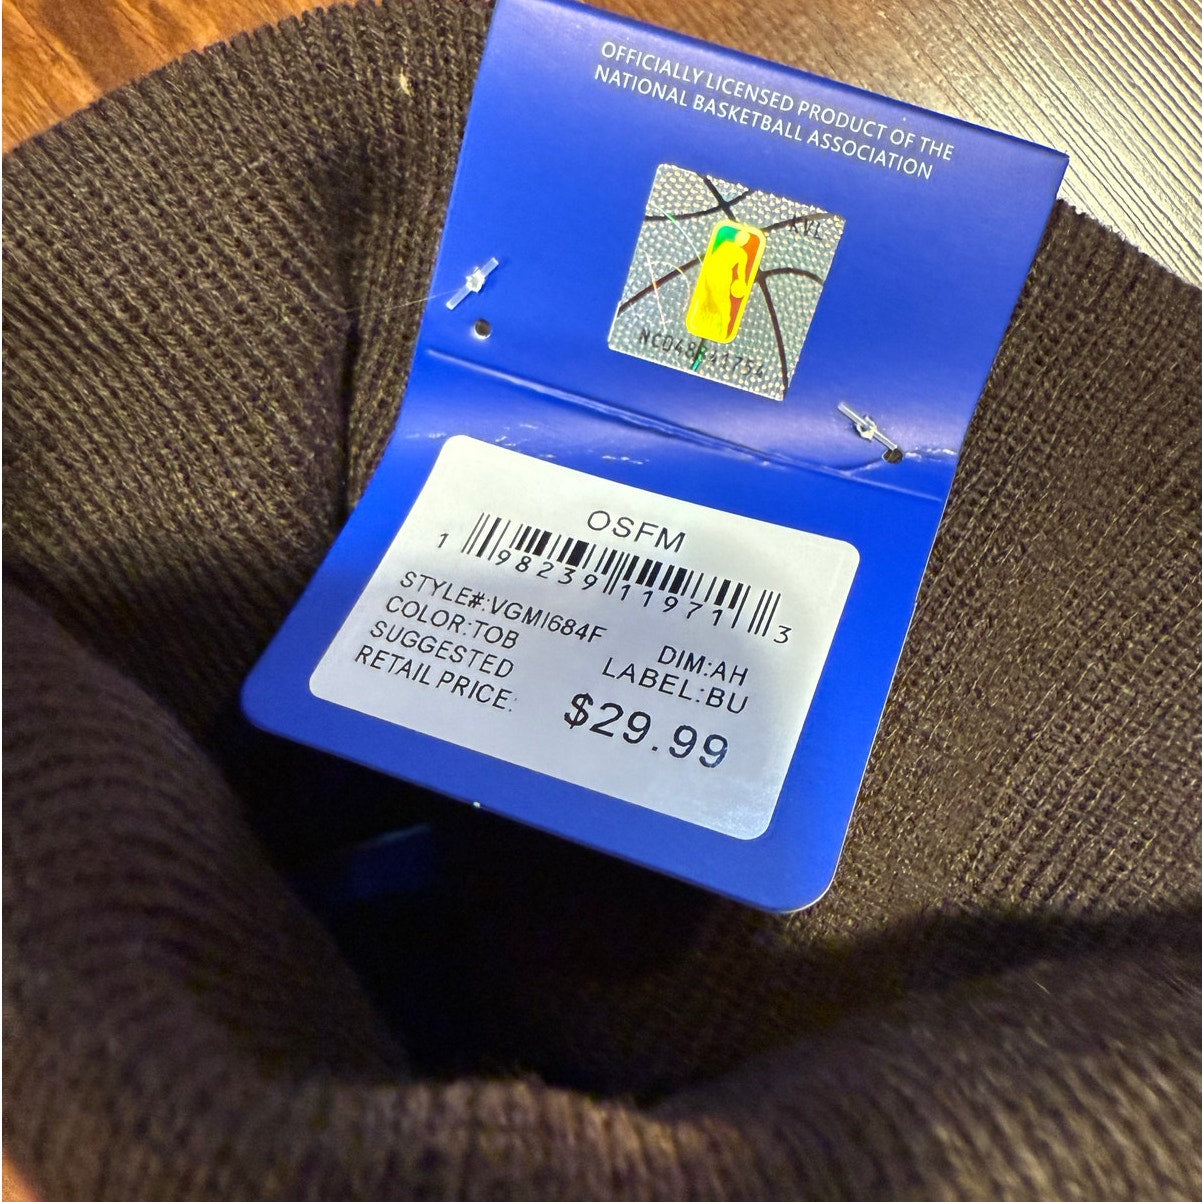 OFFICIALLY LICENSED PRODUCT OF THE
NATIONAL BASKETBALL ASSOCIATION
KVL
OSFM
1 98239 11971 3
STYLE#:VGMI684F
COLOR:TOB
DIM:AH
SUGGESTED
LABEL:BU
RETAIL PRICE:
$29.99